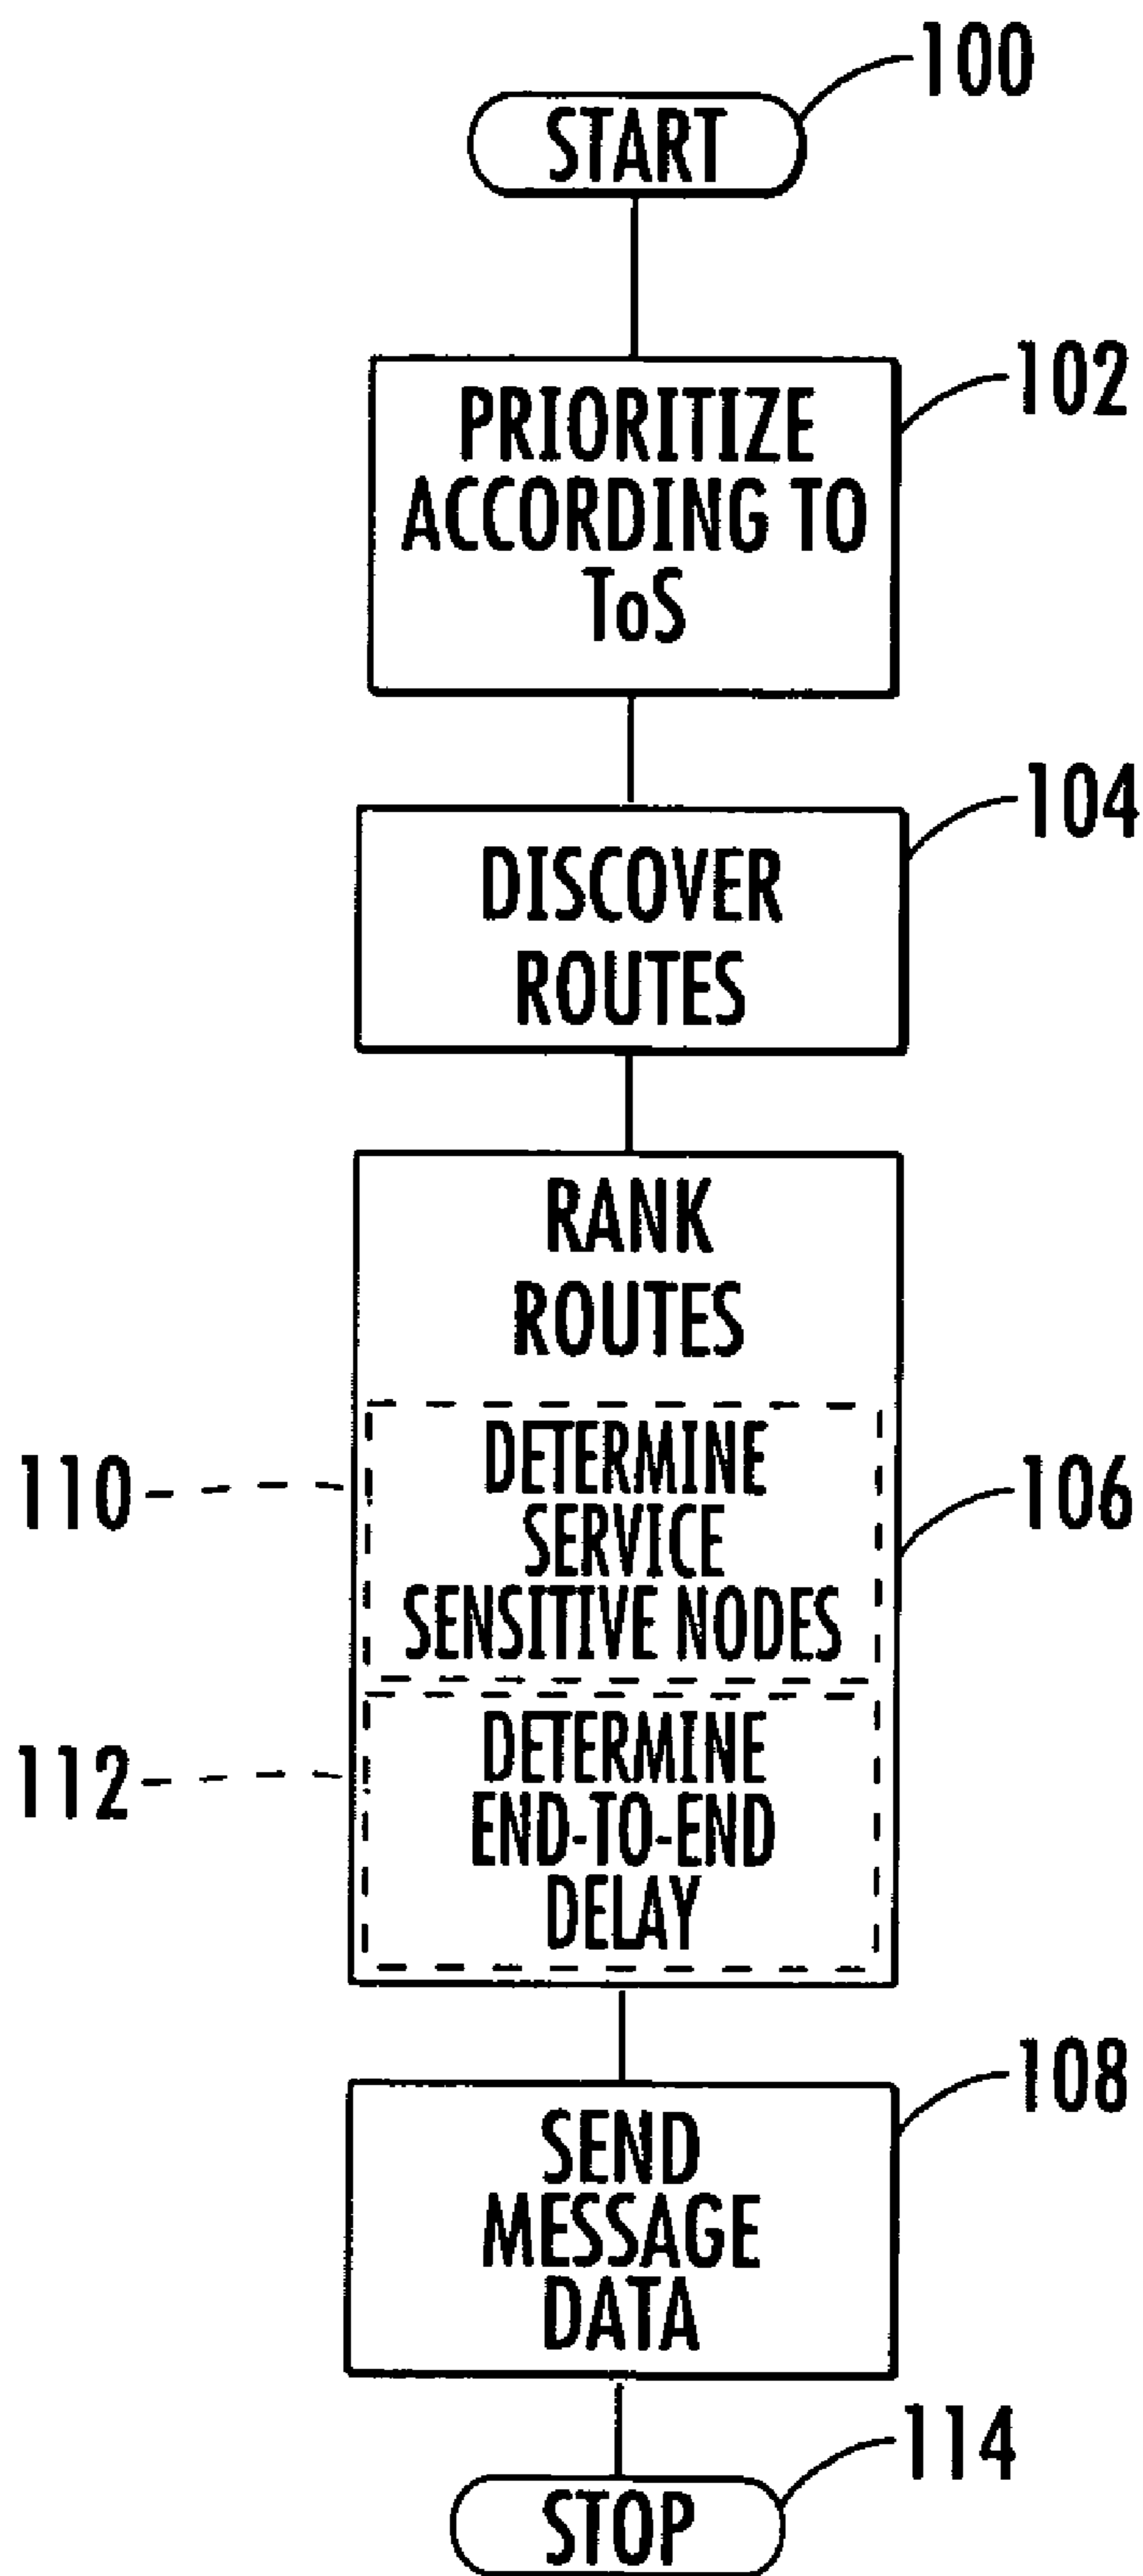 100
START
102
PRIORITIZE
ACCORDING TO
ToS
104
DISCOVER
ROUTES
RANK
ROUTES
110
DETERMINE
SERVICE
SENSITIVE NODES
106
112
DETERMINE
END-TO-END
DELAY
108
SEND
MESSAGE
DATA
114
STOP